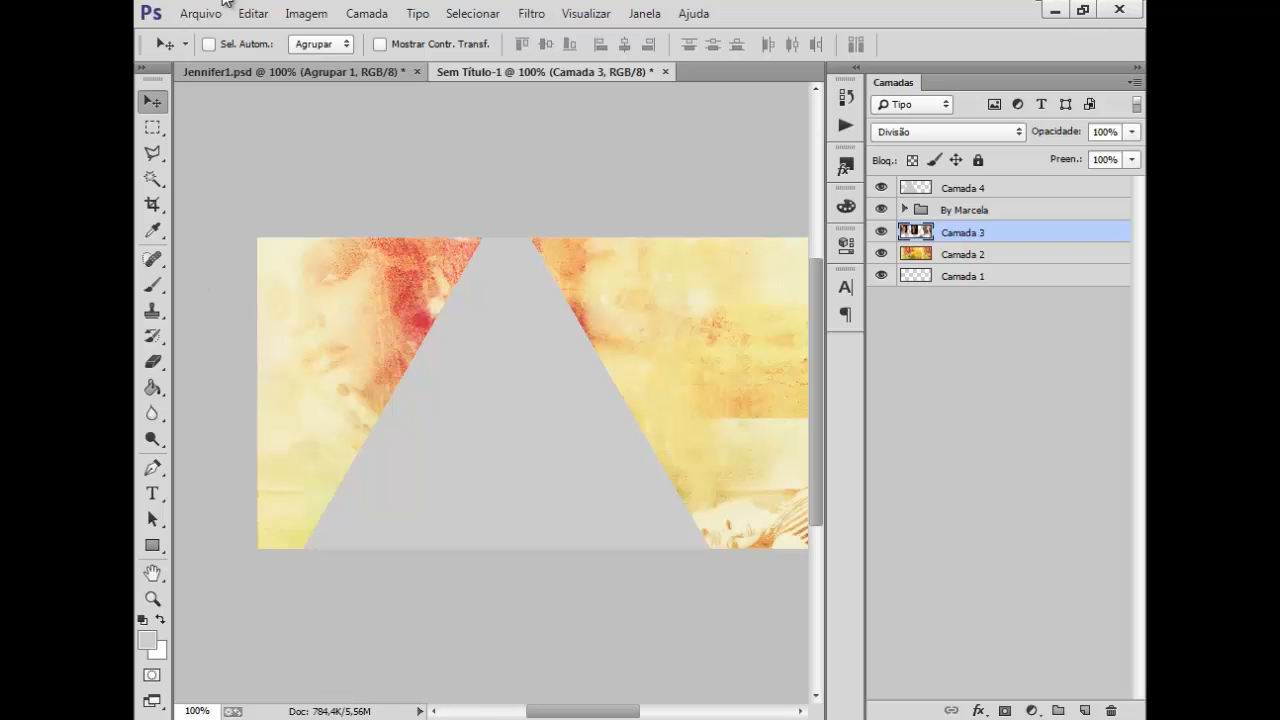 Ps Arquivo Editar Imagem Camada Tipo Selecionar Filtro Visualizar Janela Ajuda
Sel. Autom.: Agrupar Mostrar Contr. Transf.
Jennifer1.psd @ 100% (Agrupar 1, RGB/8) * × Sem Título-1 @ 100% (Camada 3, RGB/8) * ×
Camadas
Tipo
Divisão Opacidade: 100%
Bloq.: Preen.: 100%
Camada 4
By Marcela
Camada 3
Camada 2
Camada 1
100% Doc: 784,4K/5,56M